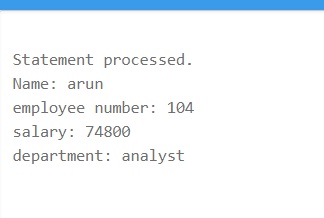 Statement processed.
Name: arun
employee number: 104
salary: 74800
department: analyst